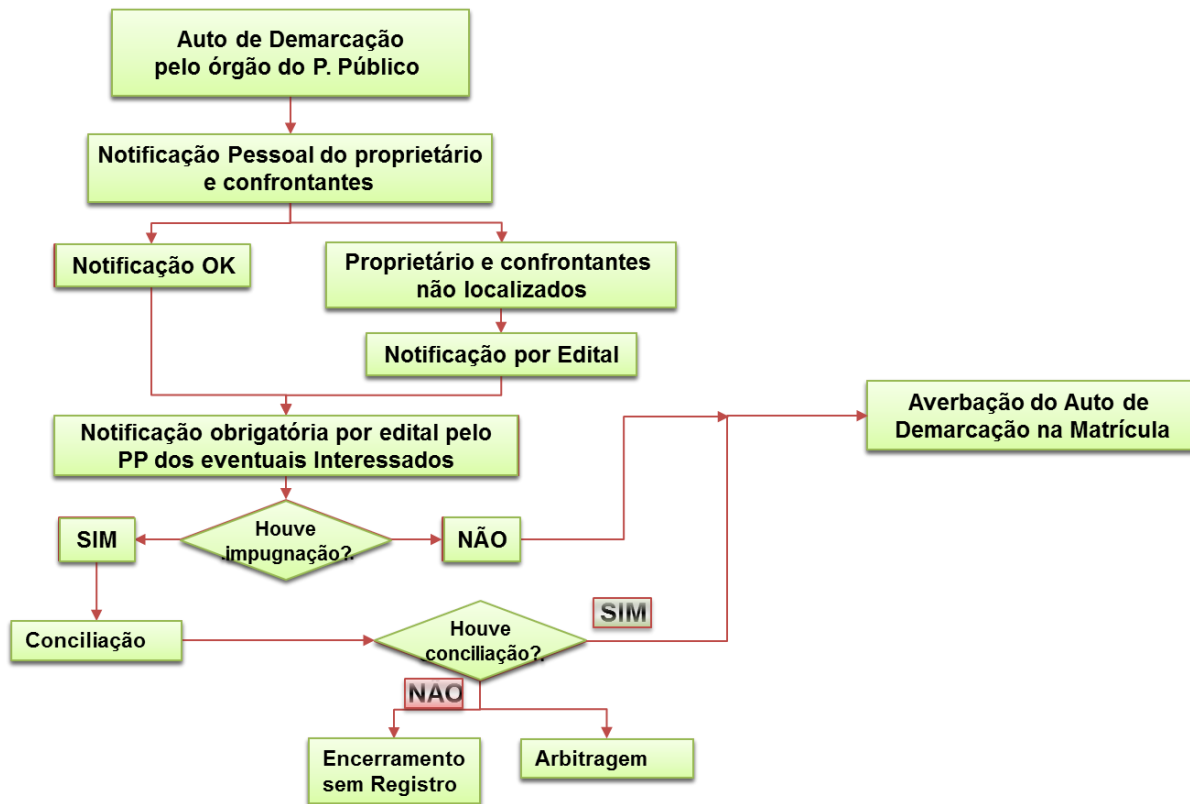 Auto de Demarcação
pelo órgão do P. Público
Notificação Pessoal do proprietário
e confrontantes
Notificação OK
Proprietário e confrontantes
não localizados
Notificação por Edital
Averbação do Auto de
Demarcação na Matrícula
Notificação obrigatória por edital pelo
PP dos eventuais Interessados
SIM
Houve
.impugnação?.
NÃO
Conciliação
Houve
.conciliação?.
SIM
NÃO
Encerramento
sem Registro
Arbitragem